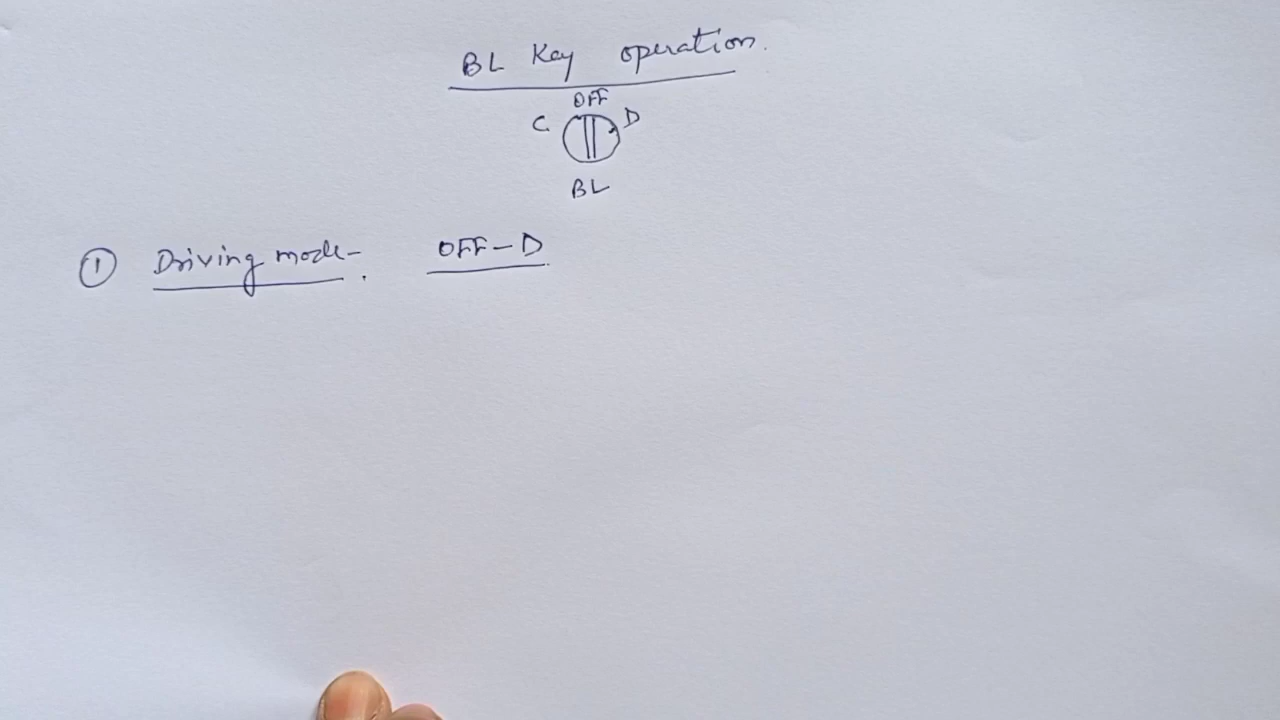 BL Key operation.
OFF
C D
BL
① Driving mode - OFF - D